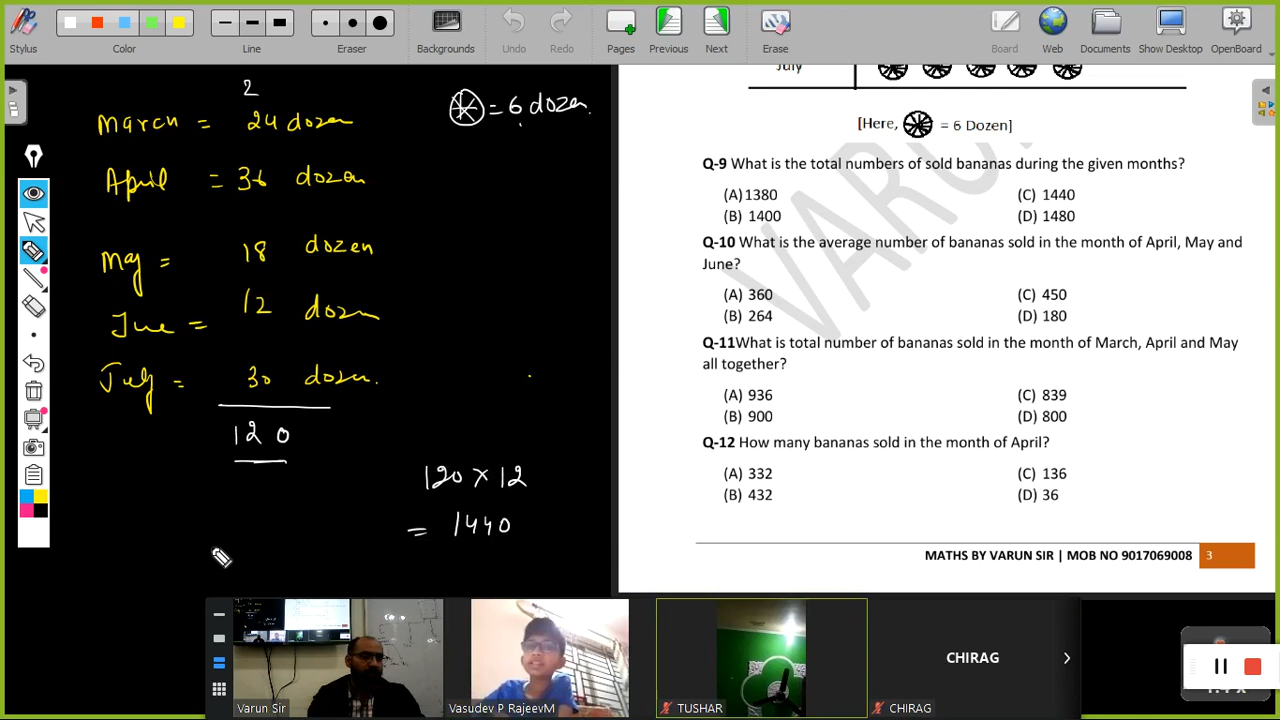 Stylus Color Line Eraser Backgrounds Undo Redo Pages Previous Next Erase Board Web Documents Show Desktop OpenBoard
2
March = 24 dozen
= 6 dozen.
April = 36 dozen
May = 18 dozen
June = 12 dozen
July = 30 dozen.
120
120 x 12
= 1440
July
[Here, = 6 Dozen]
Q-9 What is the total numbers of sold bananas during the given months?
(A)1380 (C) 1440
(B) 1400 (D) 1480
Q-10 What is the average number of bananas sold in the month of April, May and
June?
(A) 360 (C) 450
(B) 264 (D) 180
Q-11What is total number of bananas sold in the month of March, April and May
all together?
(A) 936 (C) 839
(B) 900 (D) 800
Q-12 How many bananas sold in the month of April?
(A) 332 (C) 136
(B) 432 (D) 36
MATHS BY VARUN SIR | MOB NO 9017069008 3
CHIRAG
Varun Sir Vasudev P RajeevM TUSHAR CHIRAG